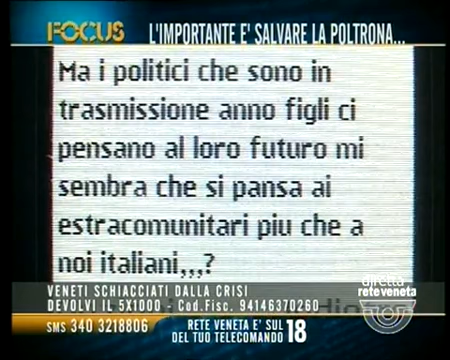 FOCUS L'IMPORTANTE E' SALVARE LA POLTRONA...
Ma i politici che sono in
trasmissione anno figli ci
pensano al loro futuro mi
sembra che si pansa ai
estracomunitari piu che a
noi italiani,,,?
diretta
reteveneta
VENETI SCHIACCIATI DALLA CRISI
DEVOLVI IL 5X1000 - Cod.Fisc. 94146370260
SMS 340 3218806
RETE VENETA E' SUL
DEL TUO TELECOMANDO 18